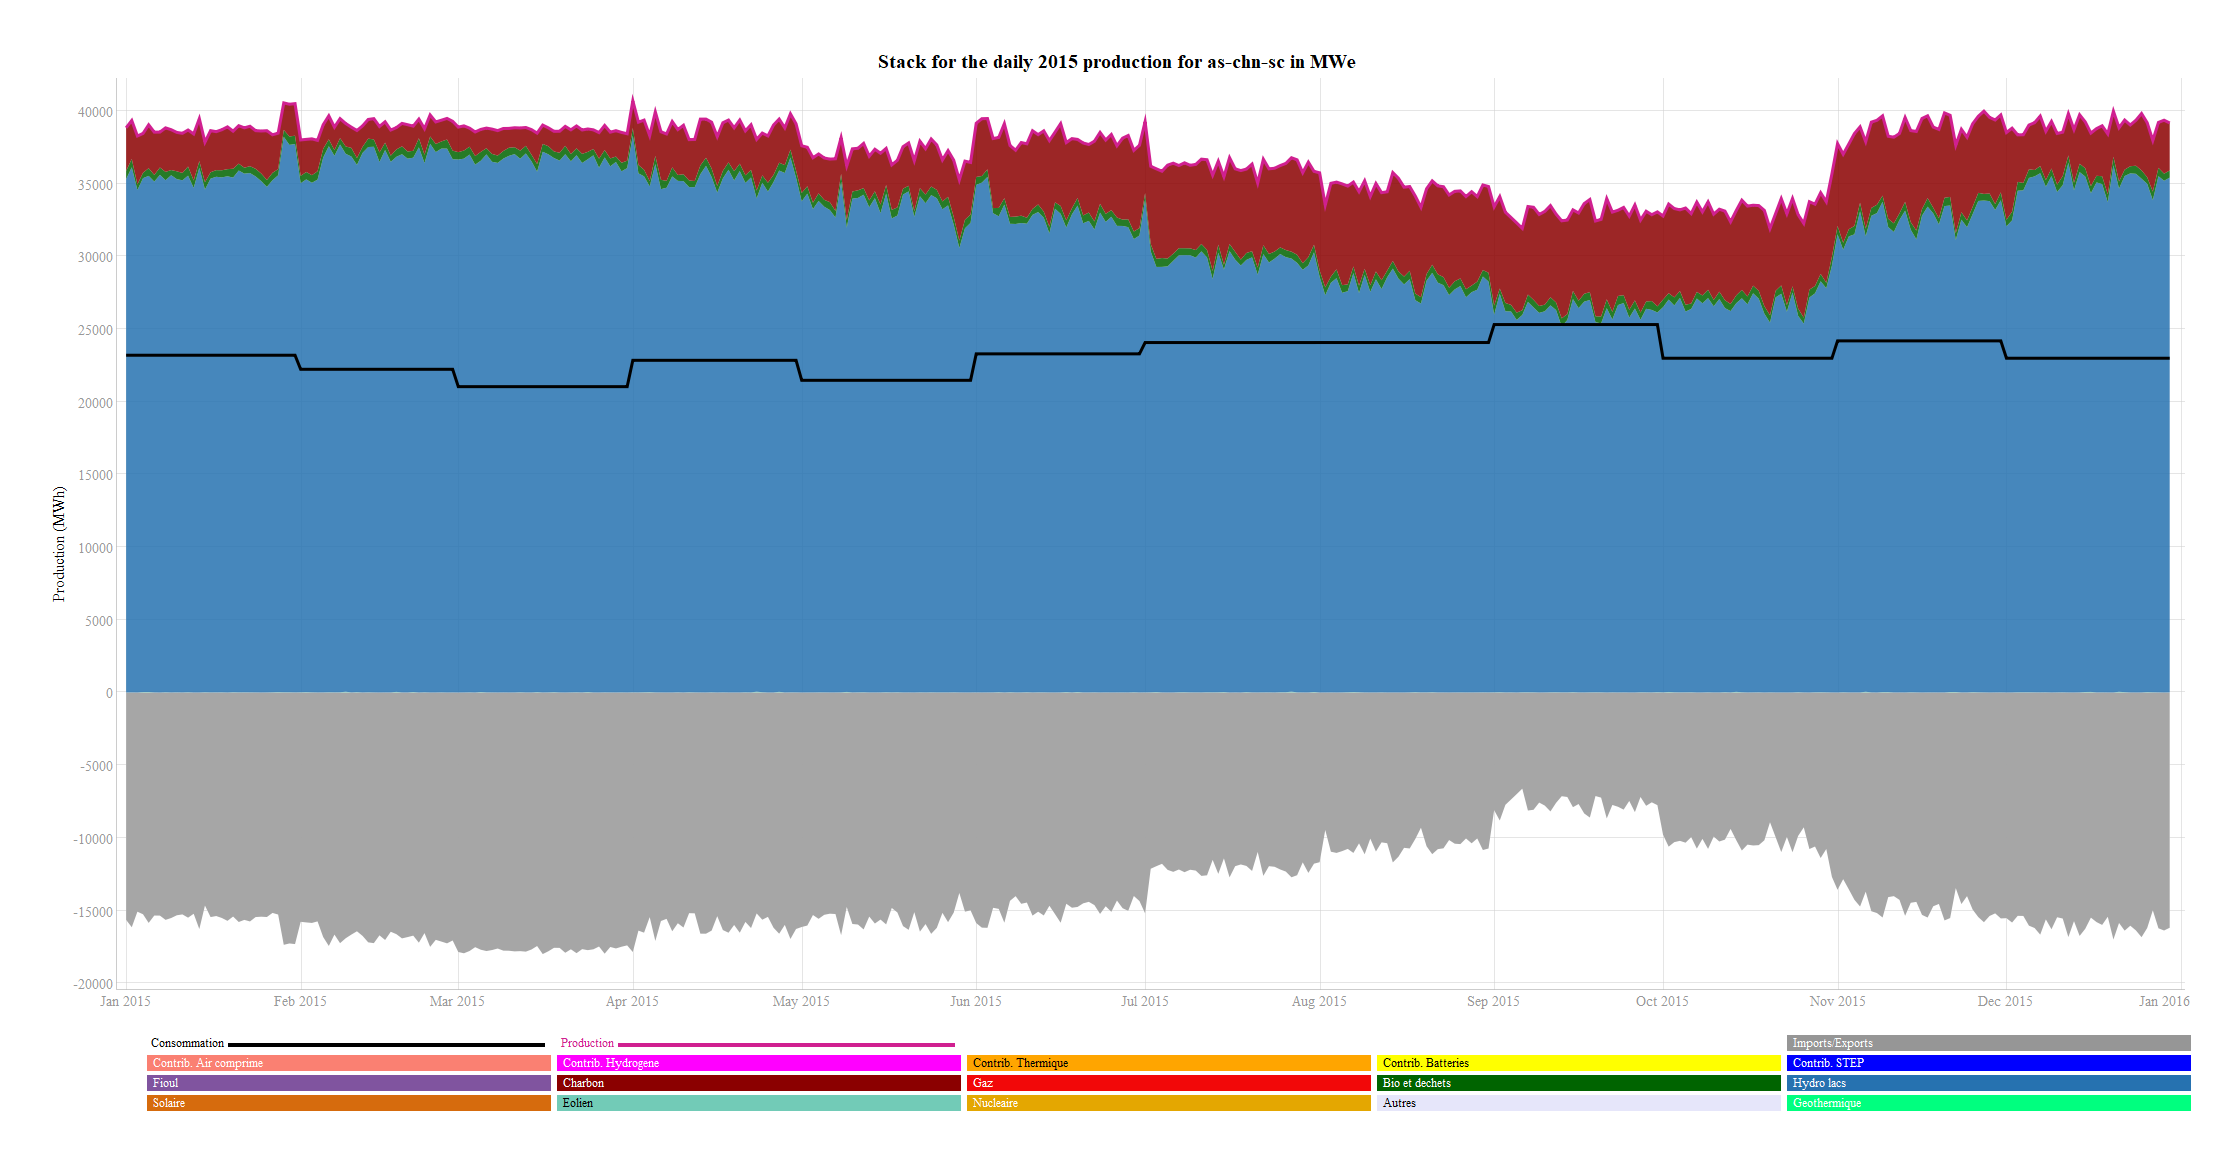 Stack for the daily 2015 production for as-chn-sc in MWe
Production (MWh)
40000
35000
30000
25000
20000
15000
10000
5000
0
-5000
-10000
-15000
-20000
Jan 2015 Feb 2015 Mar 2015 Apr 2015 May 2015 Jun 2015 Jul 2015 Aug 2015 Sep 2015 Oct 2015 Nov 2015 Dec 2015 Jan 2016
Consommation Production Imports/Exports
Contrib. Air comprime Contrib. Hydrogene Contrib. Thermique Contrib. Batteries Contrib. STEP
Fioul Charbon Gaz Bio et dechets Hydro lacs
Solaire Eolien Nucleaire Autres Geothermique